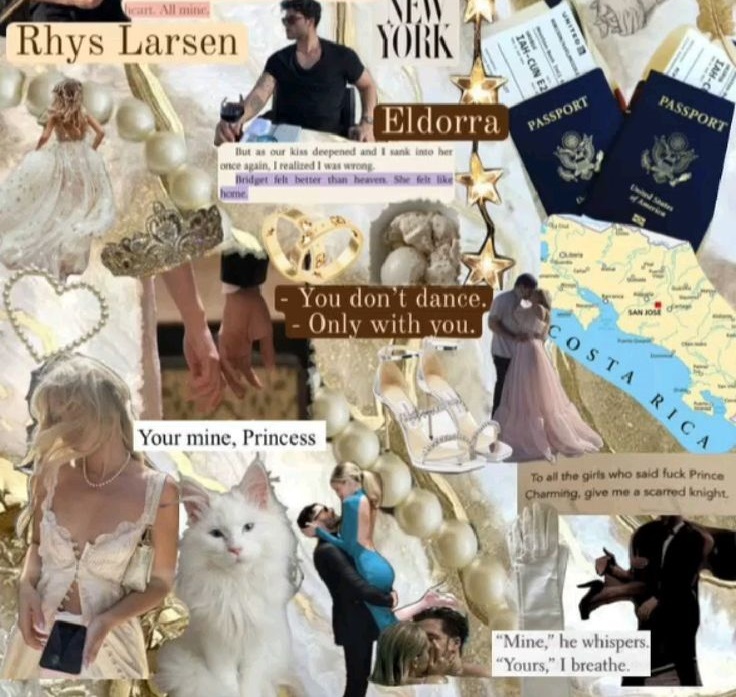 heart. All mine.
Rhys Larsen
NEW
YORK
UNITED
IAH-CUN
Eldorra
PASSPORT
PASSPORT
United States
of America
But as our kiss deepened and I sank into her
once again, I realized I was wrong.
Bridget felt better than heaven. She felt like
home.
- You don't dance.
- Only with you.
SAN JOSE
COSTA RICA
Your mine, Princess
To all the girls who said fuck Prince
Charming, give me a scarred knight.
"Mine," he whispers.
"Yours," I breathe.